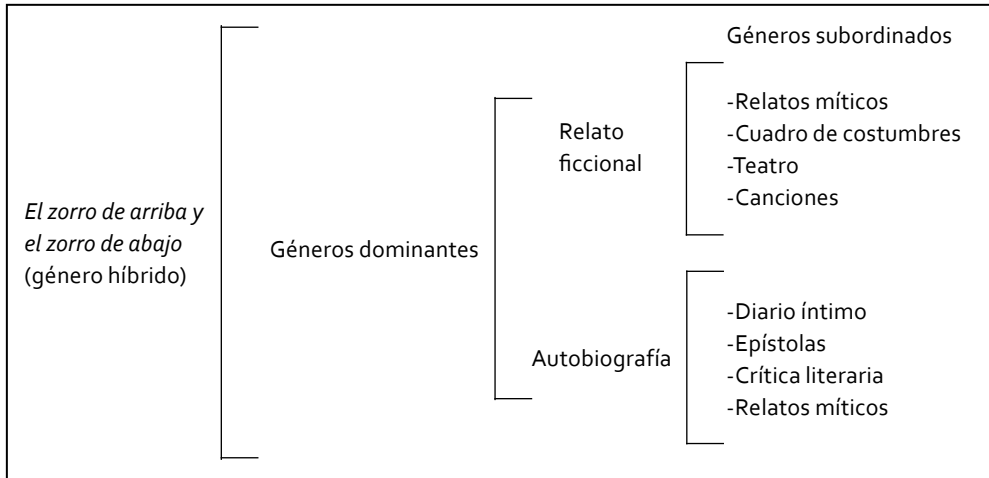 El zorro de arriba y
el zorro de abajo
(género híbrido)
Géneros dominantes
Relato
ficcional
Géneros subordinados
-Relatos míticos
-Cuadro de costumbres
-Teatro
-Canciones
Autobiografía
-Diario íntimo
-Epístolas
-Crítica literaria
-Relatos míticos